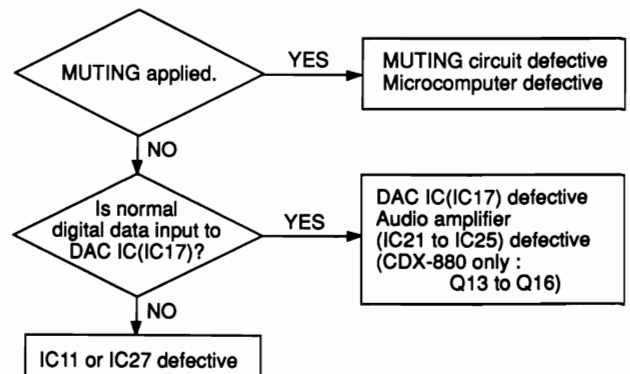 MUTING applied.
YES
MUTING circuit defective
Microcomputer defective
NO
Is normal
digital data input to
DAC IC(IC17)?
YES
DAC IC(IC17) defective
Audio amplifier
(IC21 to IC25) defective
(CDX-880 only :
Q13 to Q16)
NO
IC11 or IC27 defective